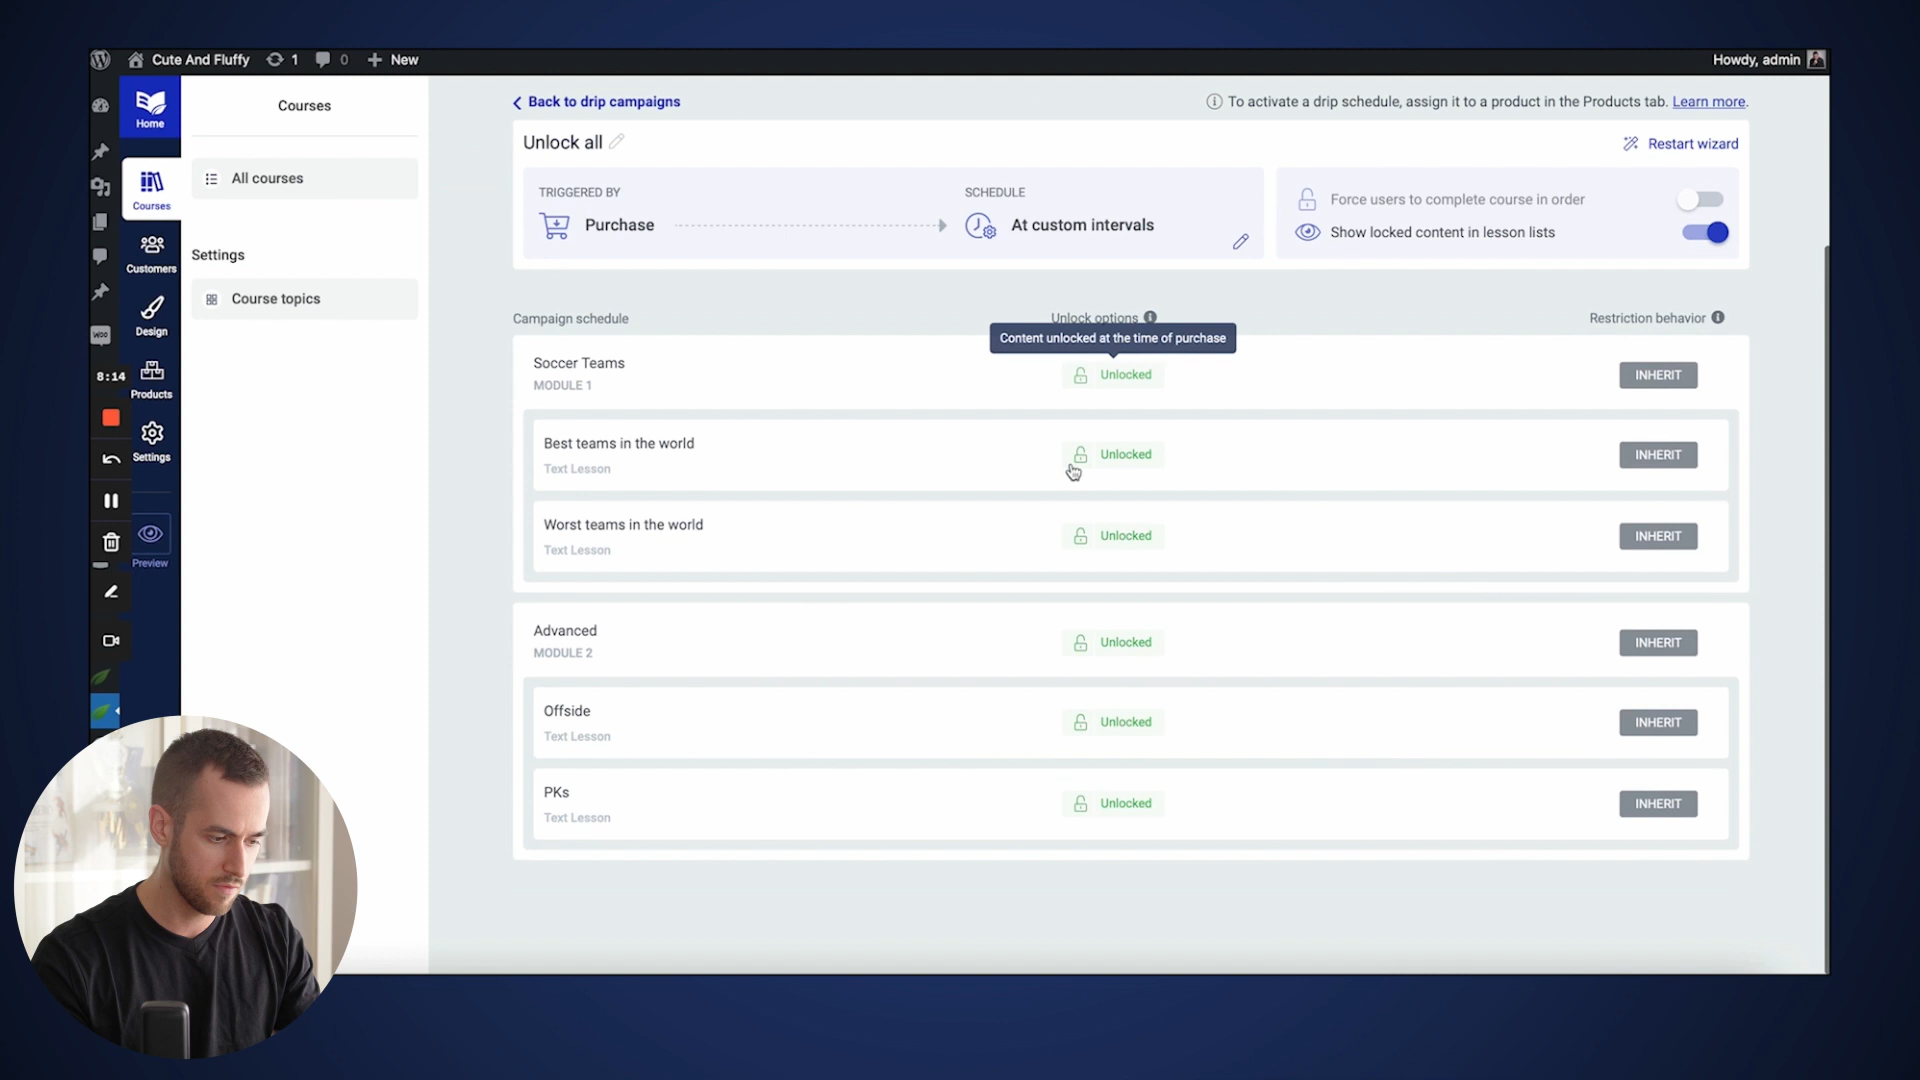 Cute And Fluffy 1 0 New
Howdy, admin
Home
Courses
Customers
Design
Products
Settings
Preview
woo
8:14
Courses
All courses
Settings
Course topics
Back to drip campaigns
To activate a drip schedule, assign it to a product in the Products tab. Learn more.
Unlock all
Restart wizard
TRIGGERED BY
Purchase
SCHEDULE
At custom intervals
Force users to complete course in order
Show locked content in lesson lists
Campaign schedule
Unlock options
Restriction behavior
Content unlocked at the time of purchase
Soccer Teams
MODULE 1
Unlocked
INHERIT
Best teams in the world
Text Lesson
Unlocked
INHERIT
Worst teams in the world
Text Lesson
Unlocked
INHERIT
Advanced
MODULE 2
Unlocked
INHERIT
Offside
Text Lesson
Unlocked
INHERIT
PKs
Text Lesson
Unlocked
INHERIT